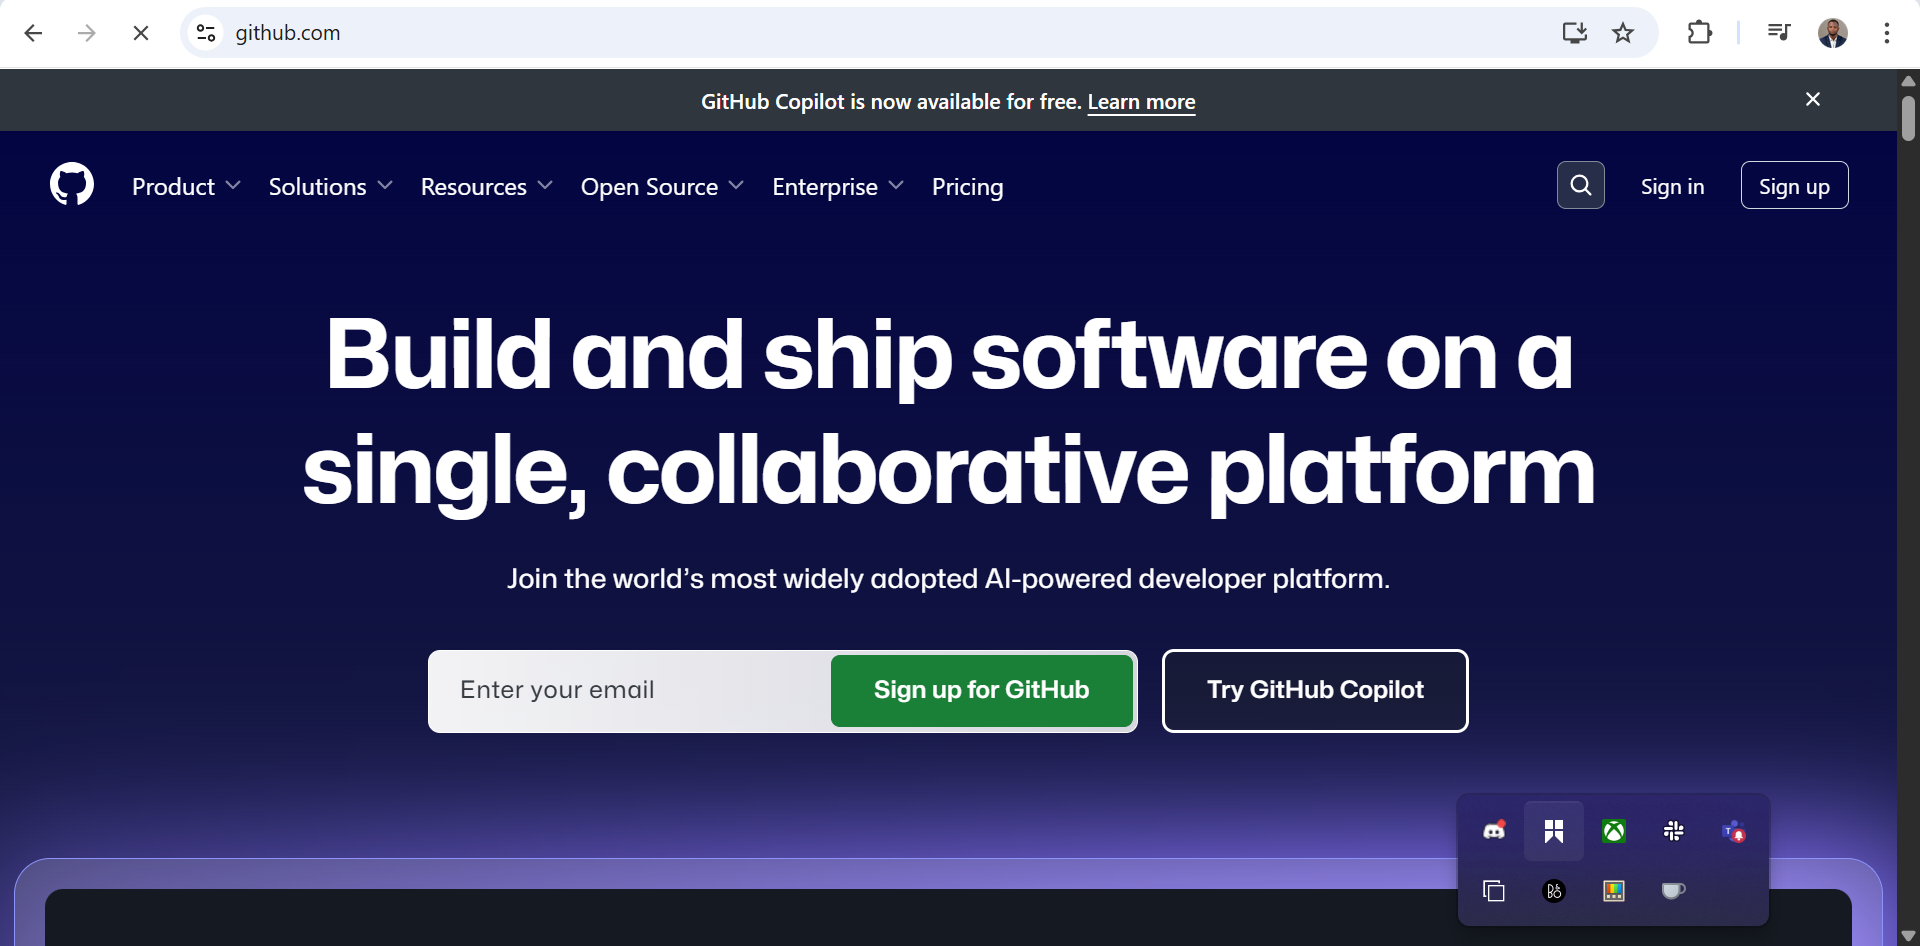 github.com
GitHub Copilot is now available for free. Learn more
Product Solutions Resources Open Source Enterprise Pricing Sign in Sign up
Build and ship software on a
single, collaborative platform
Join the world’s most widely adopted AI-powered developer platform.
Enter your email Sign up for GitHub Try GitHub Copilot